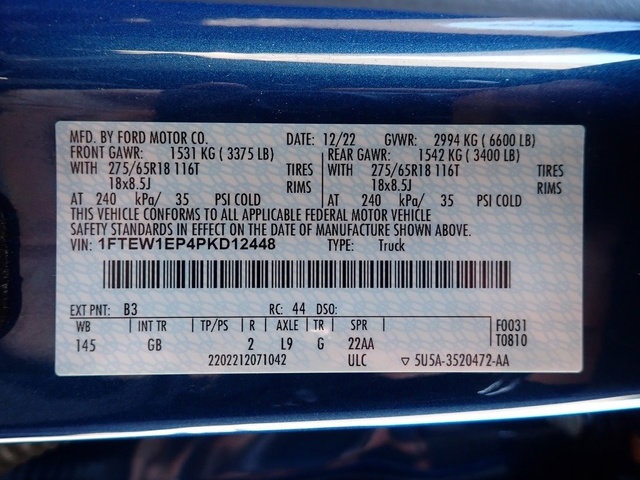 MFD. BY FORD MOTOR CO. DATE: 12/22 GVWR: 2994 KG ( 6600 LB)
FRONT GAWR: 1531 KG ( 3375 LB) REAR GAWR: 1542 KG ( 3400 LB)
WITH 275/65R18 116T TIRES WITH 275/65R18 116T TIRES
18x8.5J RIMS 18x8.5J RIMS
AT 240 kPa/ 35 PSI COLD AT 240 kPa/ 35 PSI COLD
THIS VEHICLE CONFORMS TO ALL APPLICABLE FEDERAL MOTOR VEHICLE
SAFETY STANDARDS IN EFFECT ON THE DATE OF MANUFACTURE SHOWN ABOVE.
VIN: 1FTEW1EP4PKD12448 TYPE: Truck
EXT PNT: B3 RC: 44 DSO:
WB INT TR TP/PS R AXLE TR SPR F0031
145 GB 2 L9 G 22AA T0810
2202212071042 ULC ▽ 5U5A-3520472-AA